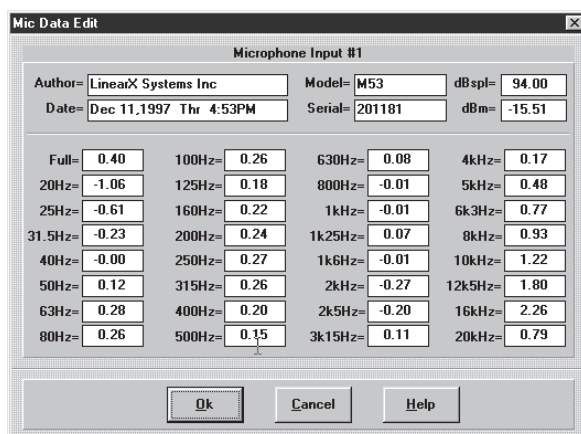 Mic Data Edit
Microphone Input #1
Author= LinearX Systems Inc Model= M53 dBspl= 94.00
Date= Dec 11,1997 Thr 4:53PM Serial= 201181 dBm= -15.51
Full= 0.40 100Hz= 0.26 630Hz= 0.08 4kHz= 0.17
20Hz= -1.06 125Hz= 0.18 800Hz= -0.01 5kHz= 0.48
25Hz= -0.61 160Hz= 0.22 1kHz= -0.01 6k3Hz= 0.77
31.5Hz= -0.23 200Hz= 0.24 1k25Hz= 0.07 8kHz= 0.93
40Hz= -0.00 250Hz= 0.27 1k6Hz= -0.01 10kHz= 1.22
50Hz= 0.12 315Hz= 0.26 2kHz= -0.27 12k5Hz= 1.80
63Hz= 0.28 400Hz= 0.20 2k5Hz= -0.20 16kHz= 2.26
80Hz= 0.26 500Hz= 0.15 3k15Hz= 0.11 20kHz= 0.79
Ok Cancel Help